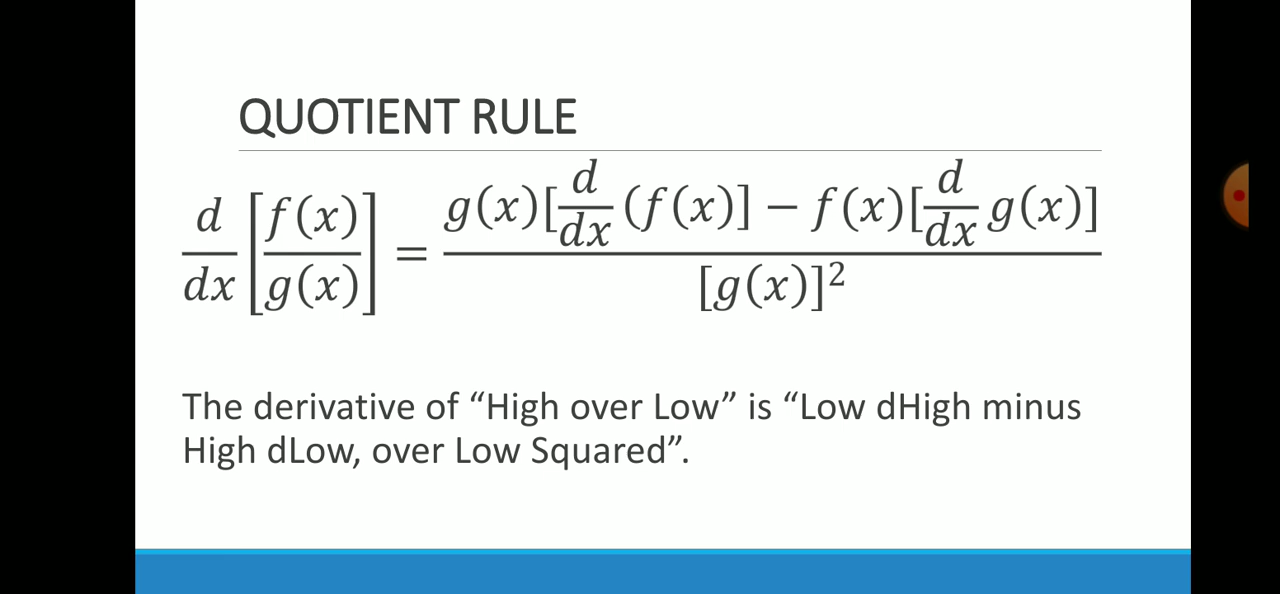 QUOTIENT RULE
d/dx [f(x)/g(x)] = g(x)[d/dx (f(x)] − f(x)[d/dx g(x)] / [g(x)]²
The derivative of “High over Low” is “Low dHigh minus
High dLow, over Low Squared”.